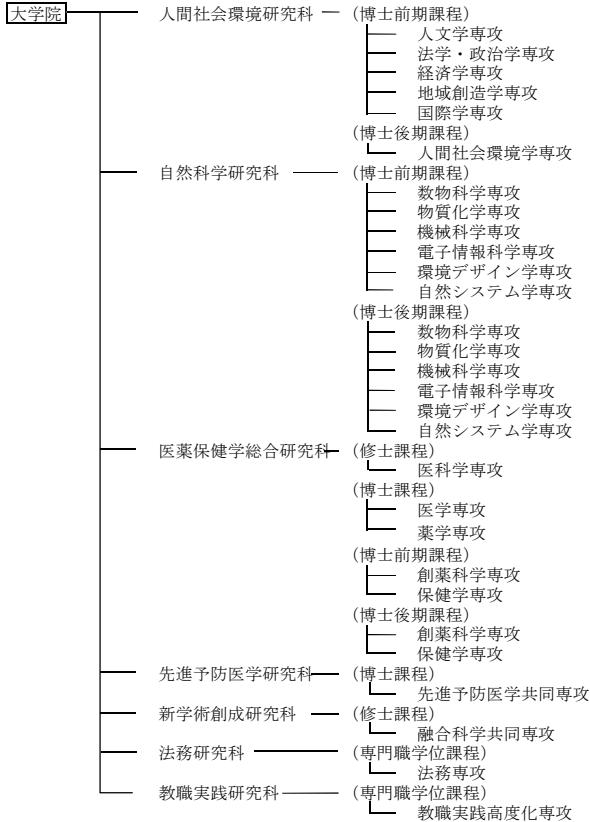 大学院 人間社会環境研究科 (博士前期課程)
人文学専攻
法学・政治学専攻
経済学専攻
地域創造学専攻
国際学専攻
(博士後期課程)
人間社会環境学専攻
自然科学研究科 (博士前期課程)
数物科学専攻
物質化学専攻
機械科学専攻
電子情報科学専攻
環境デザイン学専攻
自然システム学専攻
(博士後期課程)
数物科学専攻
物質化学専攻
機械科学専攻
電子情報科学専攻
環境デザイン学専攻
自然システム学専攻
医薬保健学総合研究科 (修士課程)
医科学専攻
(博士課程)
医学専攻
薬学専攻
(博士前期課程)
創薬科学専攻
保健学専攻
(博士後期課程)
創薬科学専攻
保健学専攻
先進予防医学研究科 (博士課程)
先進予防医学共同専攻
新学術創成研究科 (修士課程)
融合科学共同専攻
法務研究科 (専門職学位課程)
法務専攻
教職実践研究科 (専門職学位課程)
教職実践高度化専攻